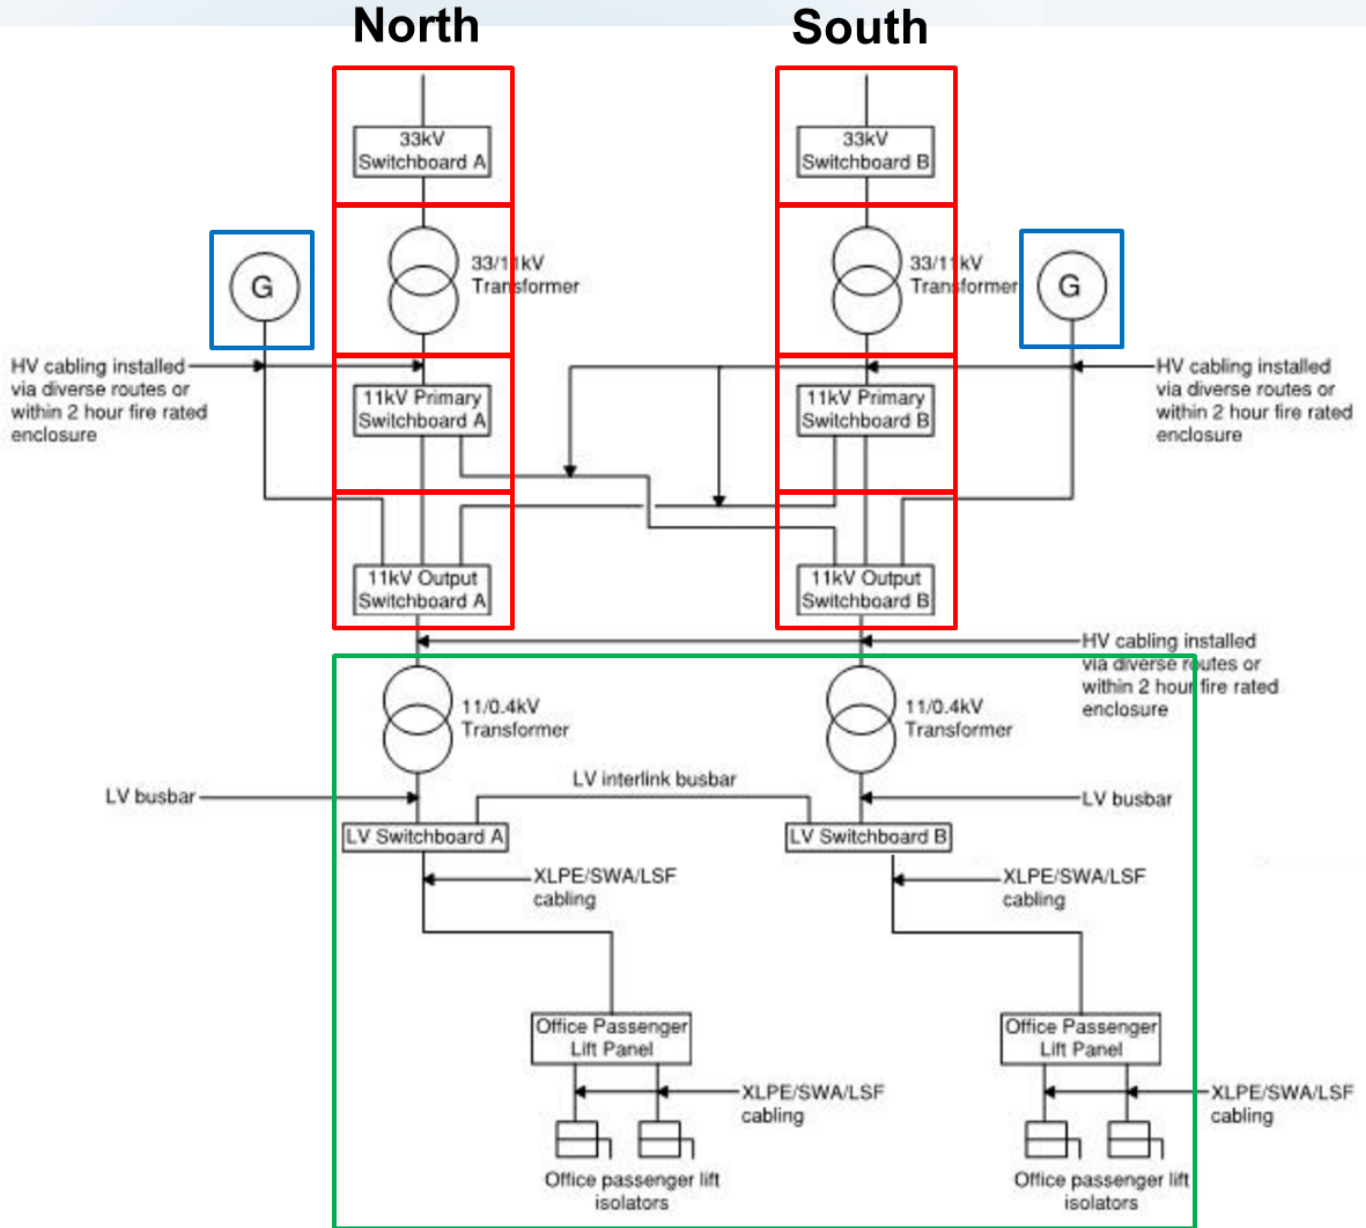 North
South
33kV
Switchboard A
33kV
Switchboard B
G
33/11kV
Transformer
33/11kV
Transformer
G
HV cabling installed
via diverse routes or
within 2 hour fire rated
enclosure
11kV Primary
Switchboard A
11kV Primary
Switchboard B
HV cabling installed
via diverse routes or
within 2 hour fire rated
enclosure
11kV Output
Switchboard A
11kV Output
Switchboard B
HV cabling installed
via diverse routes or
within 2 hour fire rated
enclosure
11/0.4kV
Transformer
11/0.4kV
Transformer
LV busbar
LV interlink busbar
LV busbar
LV Switchboard A
LV Switchboard B
XLPE/SWA/LSF
cabling
XLPE/SWA/LSF
cabling
Office Passenger
Lift Panel
Office Passenger
Lift Panel
XLPE/SWA/LSF
cabling
XLPE/SWA/LSF
cabling
Office passenger lift
isolators
Office passenger lift
isolators